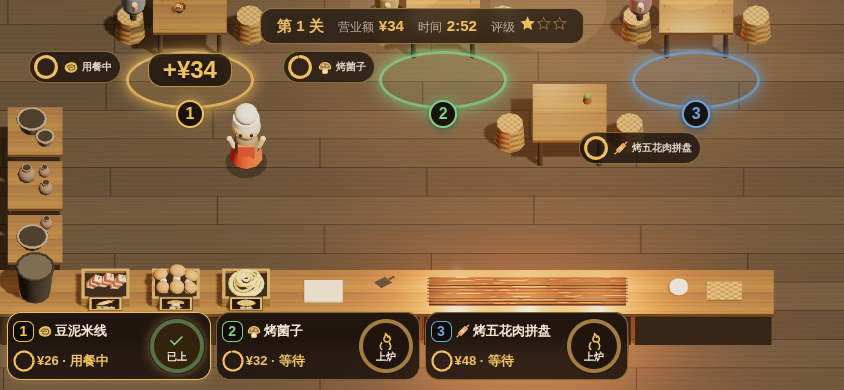 第 1 关 营业额 ¥34 时间 2:52 评级
用餐中
+¥34
烤菌子
1
2
3
烤五花肉拼盘
1 豆泥米线
¥26 · 用餐中
已上
2 烤菌子
¥32 · 等待
上炉
3 烤五花肉拼盘
¥48 · 等待
上炉